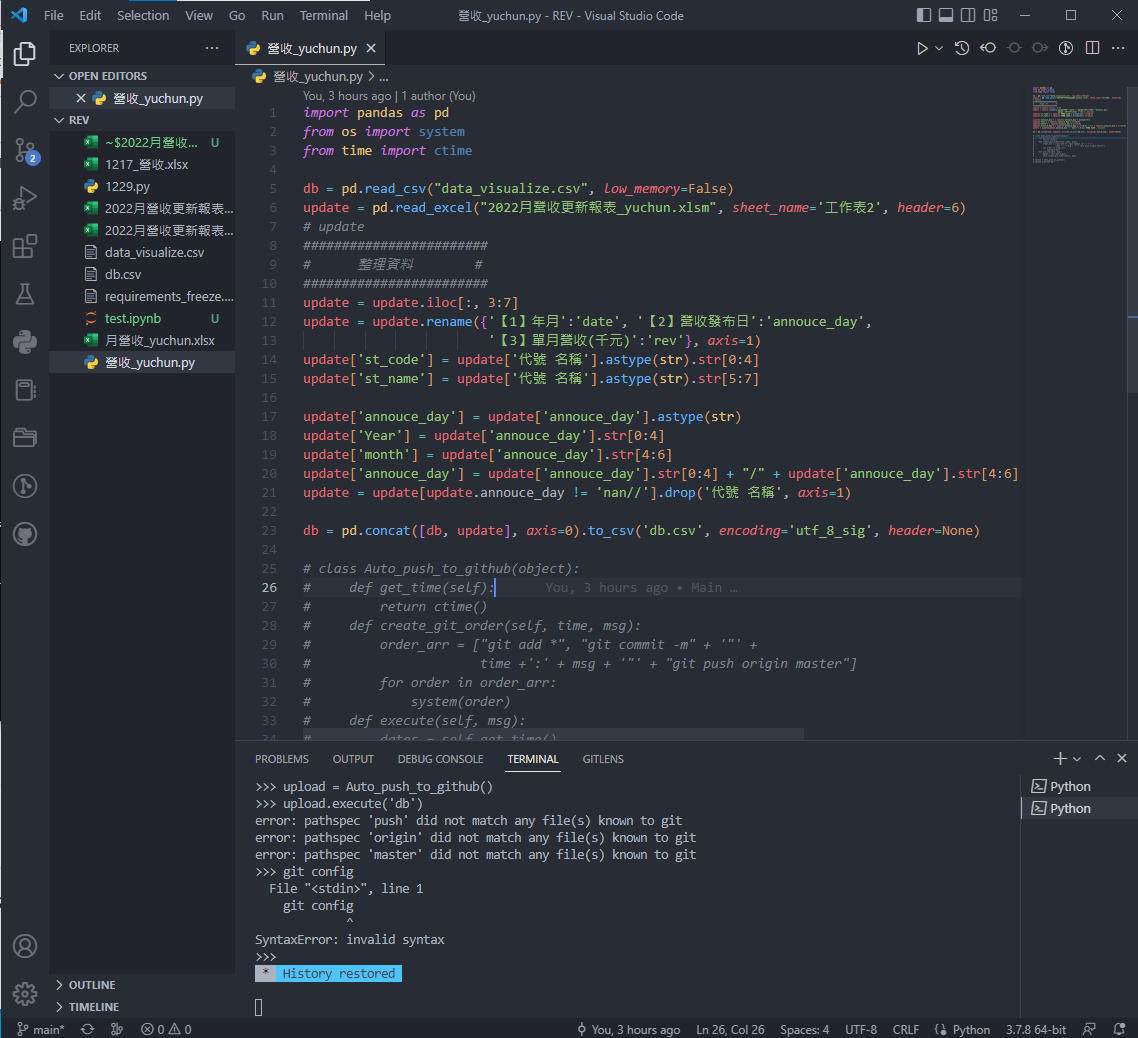 File Edit Selection View Go Run Terminal Help 營收_yuchun.py - REV - Visual Studio Code
EXPLORER
OPEN EDITORS
營收_yuchun.py
REV
~$2022月營收... U
1217_營收.xlsx
1229.py
2022月營收更新報表...
2022月營收更新報表...
data_visualize.csv
db.csv
requirements_freeze....
test.ipynb U
月營收_yuchun.xlsx
營收_yuchun.py
OUTLINE
TIMELINE
營收_yuchun.py
營收_yuchun.py > ...
You, 3 hours ago | 1 author (You)
1 import pandas as pd
2 from os import system
3 from time import ctime
4
5 db = pd.read_csv("data_visualize.csv", low_memory=False)
6 update = pd.read_excel("2022月營收更新報表_yuchun.xlsm", sheet_name='工作表2', header=6)
7 # update
8 ########################
9 # 整理資料 #
10 ########################
11 update = update.iloc[:, 3:7]
12 update = update.rename({'【1】年月':'date', '【2】營收發布日':'annouce_day',
13 '【3】單月營收(千元)':'rev'}, axis=1)
14 update['st_code'] = update['代號 名稱'].astype(str).str[0:4]
15 update['st_name'] = update['代號 名稱'].astype(str).str[5:7]
16
17 update['annouce_day'] = update['annouce_day'].astype(str)
18 update['Year'] = update['annouce_day'].str[0:4]
19 update['month'] = update['annouce_day'].str[4:6]
20 update['annouce_day'] = update['annouce_day'].str[0:4] + "/" + update['annouce_day'].str[4:6]
21 update = update[update.annouce_day != 'nan//'].drop('代號 名稱', axis=1)
22
23 db = pd.concat([db, update], axis=0).to_csv('db.csv', encoding='utf_8_sig', header=None)
24
25 # class Auto_push_to_github(object):
26 # def get_time(self): You, 3 hours ago • Main …
27 # return ctime()
28 # def create_git_order(self, time, msg):
29 # order_arr = ["git add *", "git commit -m" + '"' +
30 # time +':' + msg + '"' + "git push origin master"]
31 # for order in order_arr:
32 # system(order)
33 # def execute(self, msg):
34 # dates = self.get_time()
PROBLEMS OUTPUT DEBUG CONSOLE TERMINAL GITLENS
>>> upload = Auto_push_to_github()
>>> upload.execute('db')
error: pathspec 'push' did not match any file(s) known to git
error: pathspec 'origin' did not match any file(s) known to git
error: pathspec 'master' did not match any file(s) known to git
>>> git config
File "<stdin>", line 1
git config
^
SyntaxError: invalid syntax
>>>
* History restored
Python
Python
2
main* 0 0 You, 3 hours ago Ln 26, Col 26 Spaces: 4 UTF-8 CRLF Python 3.7.8 64-bit